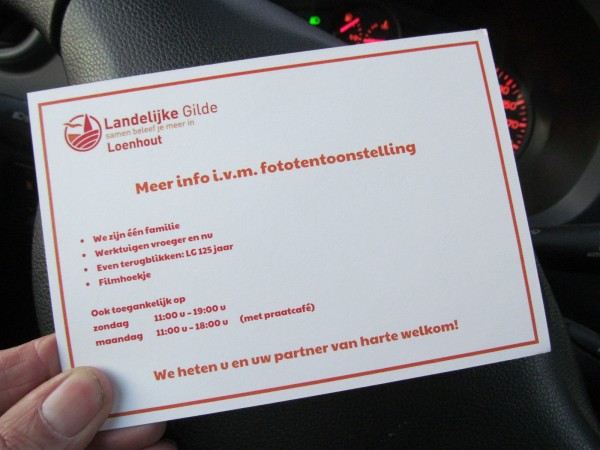 Landelijke Gilde
samen beleef je meer in
Loenhout
Meer info i.v.m. fototentoonstelling
• We zijn één familie
• Werktuigen vroeger en nu
• Even terugblikken: LG 125 jaar
• Filmhoekje
Ook toegankelijk op
zondag 11:00 u - 19:00 u
maandag 11:00 u - 18:00 u (met praatcafé)
We heten u en uw partner van harte welkom!